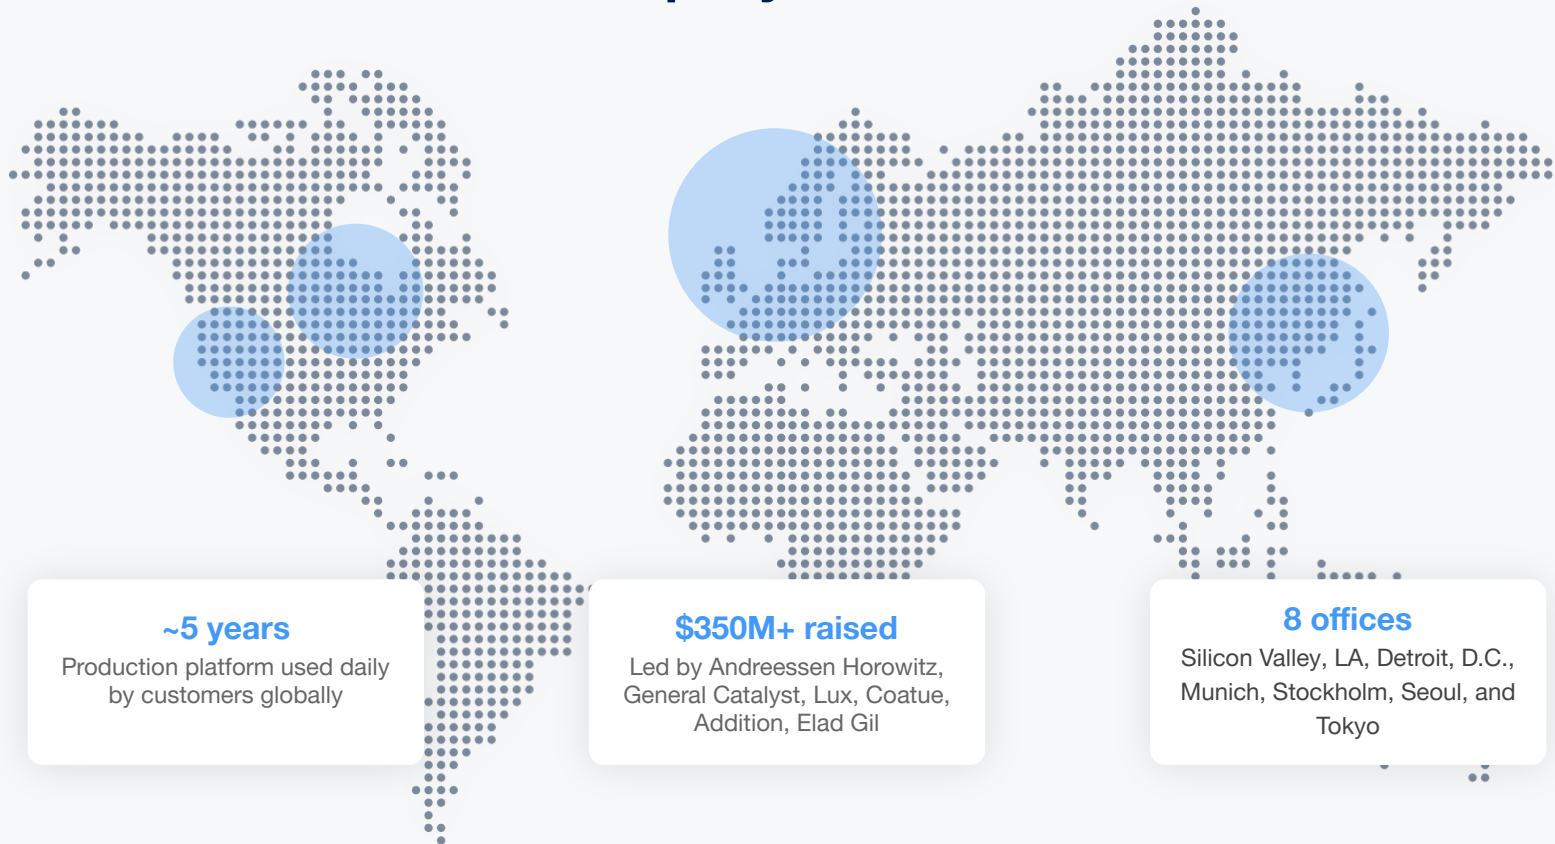 ~5 years
Production platform used daily
by customers globally
$350M+ raised
Led by Andreessen Horowitz,
General Catalyst, Lux, Coatue,
Addition, Elad Gil
8 offices
Silicon Valley, LA, Detroit, D.C.,
Munich, Stockholm, Seoul, and
Tokyo